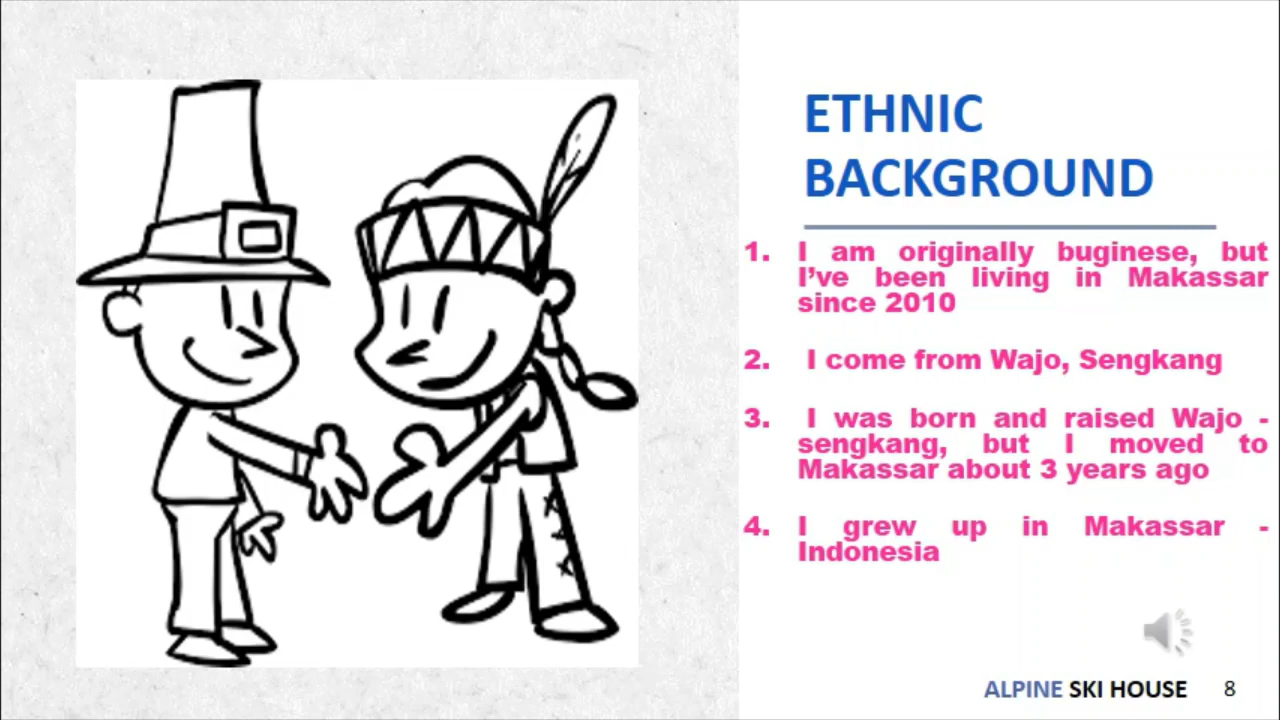 ETHNIC
BACKGROUND
1. I am originally buginese, but
I’ve been living in Makassar
since 2010
2. I come from Wajo, Sengkang
3. I was born and raised Wajo -
sengkang, but I moved to
Makassar about 3 years ago
4. I grew up in Makassar -
Indonesia
ALPINE SKI HOUSE 8